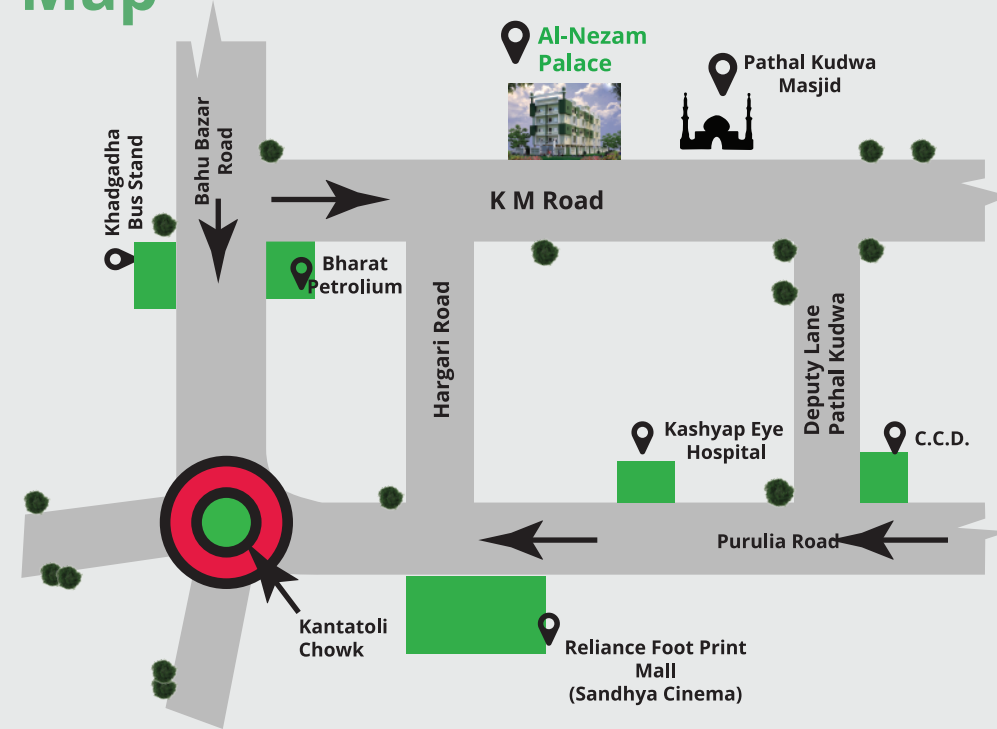 Map
Al-Nezam
Palace
Pathal Kudwa
Masjid
Khadgadha
Bus Stand
Bahu Bazar
Road
K M Road
Bharat
Petrolium
Hargari Road
Deputy Lane
Pathal Kudwa
Kashyap Eye
Hospital
C.C.D.
Purulia Road
Kantatoli
Chowk
Reliance Foot Print
Mall
(Sandhya Cinema)